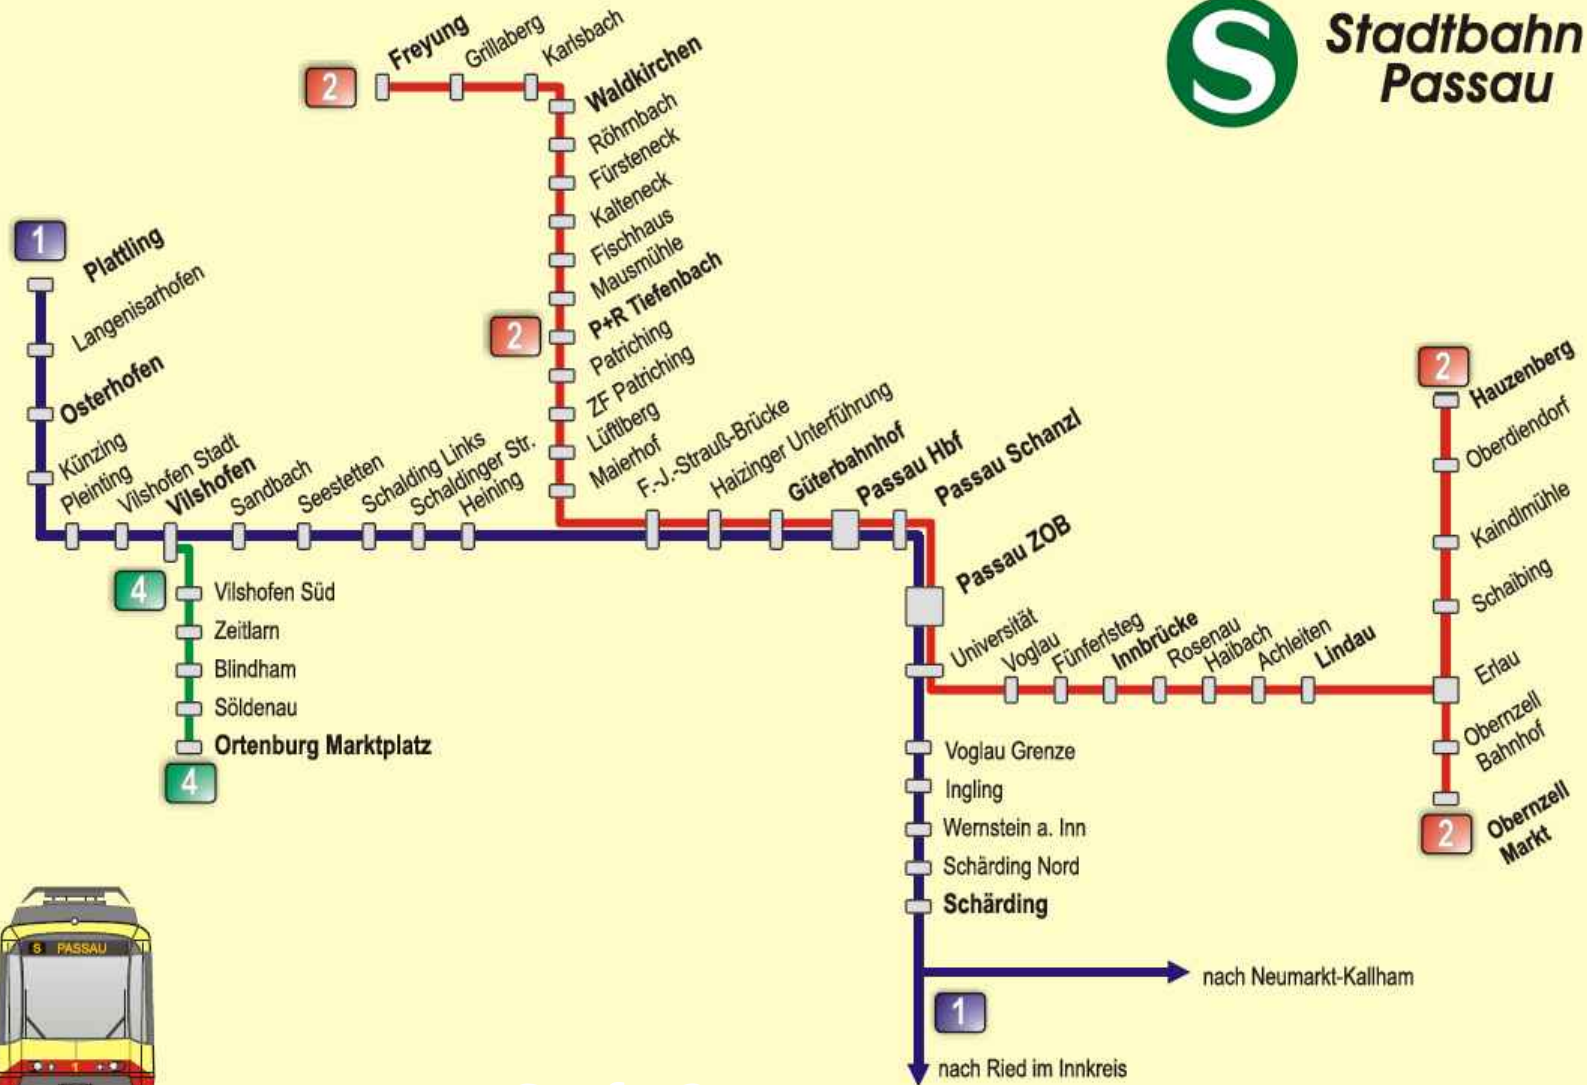 S
Stadtbahn
Passau
2
Freyung
Grillaberg
Karlsbach
Waldkirchen
Röhrnbach
Fürsteneck
Kalteneck
Fischhaus
Mausmühle
2
P+R Tiefenbach
Patriching
ZF Patriching
Lüftlberg
Maierhof
1
Plattling
Langenisarhofen
Osterhofen
Künzing
Pleinting
Vilshofen Stadt
Vilshofen
Sandbach
Seestetten
Schalding Links
Schaldinger Str.
Heining
F.-J.-Strauß-Brücke
Haizinger Unterführung
Güterbahnhof
Passau Hbf
Passau Schanzl
Passau ZOB
Universität
Voglau
Fünferlsteg
Innbrücke
Rosenau
Haibach
Achleiten
Lindau
2
Hauzenberg
Oberdiendorf
Kaindlmühle
Schaibing
Erlau
Obernzell
Bahnhof
2
Obernzell
Markt
4
Vilshofen Süd
Zeitlarn
Blindham
Söldenau
Ortenburg Marktplatz
4
Voglau Grenze
Ingling
Wernstein a. Inn
Schärding Nord
Schärding
nach Neumarkt-Kallham
1
nach Ried im Innkreis
S PASSAU
1